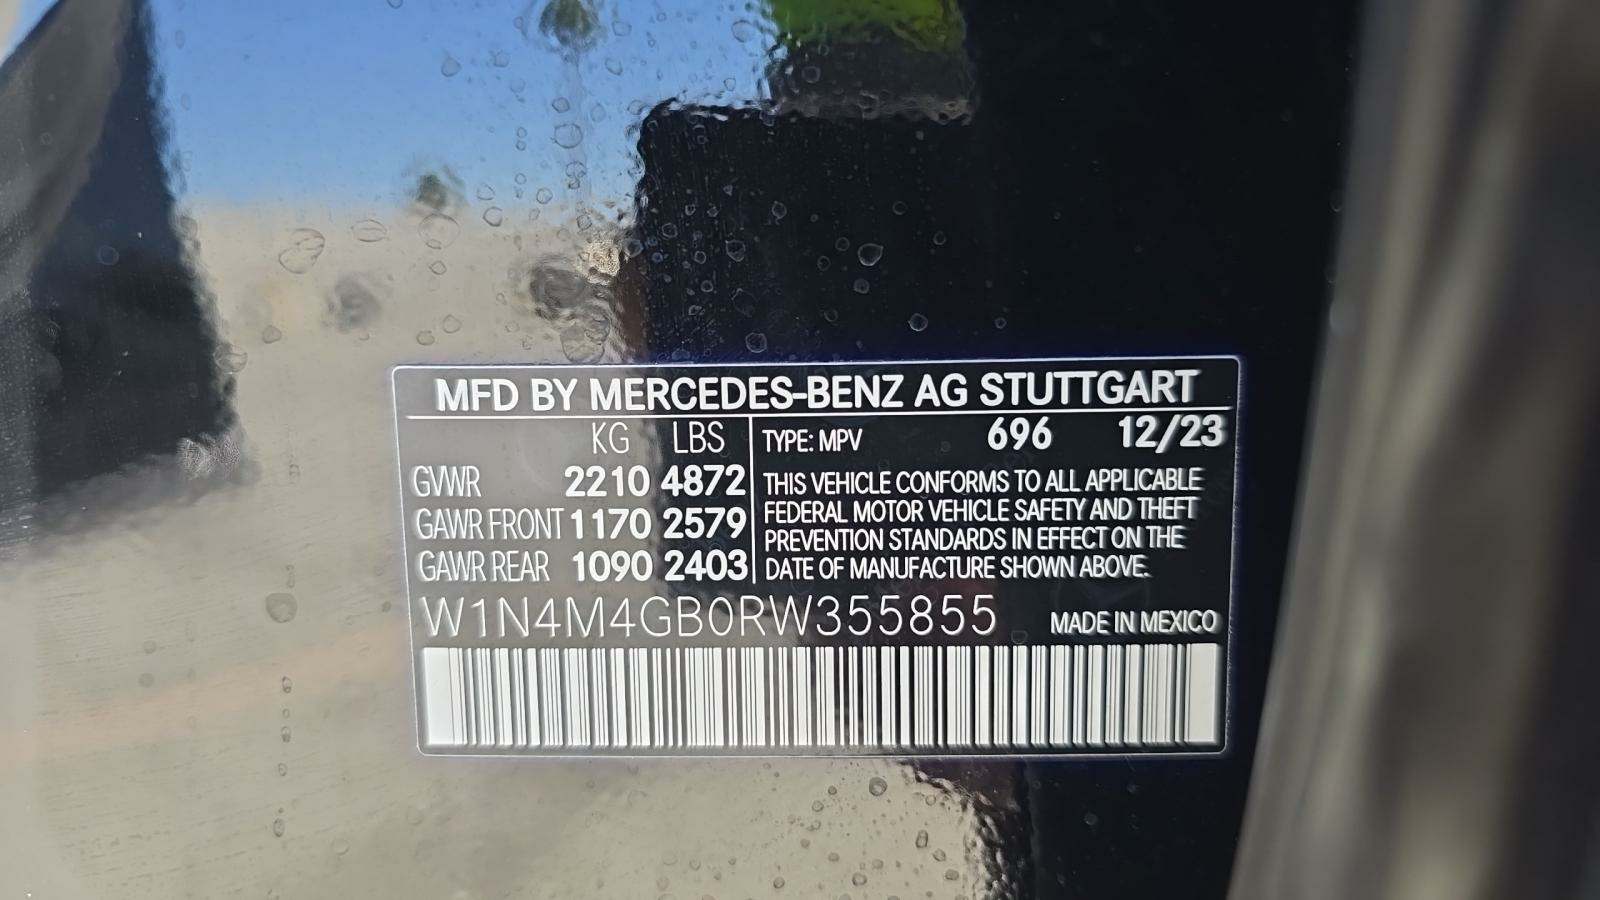 MFD BY MERCEDES-BENZ AG STUTTGART
KG LBS
GVWR 2210 4872
GAWR FRONT 1170 2579
GAWR REAR 1090 2403
TYPE: MPV 696 12/23
THIS VEHICLE CONFORMS TO ALL APPLICABLE
FEDERAL MOTOR VEHICLE SAFETY AND THEFT
PREVENTION STANDARDS IN EFFECT ON THE
DATE OF MANUFACTURE SHOWN ABOVE.
W1N4M4GB0RW355855 MADE IN MEXICO